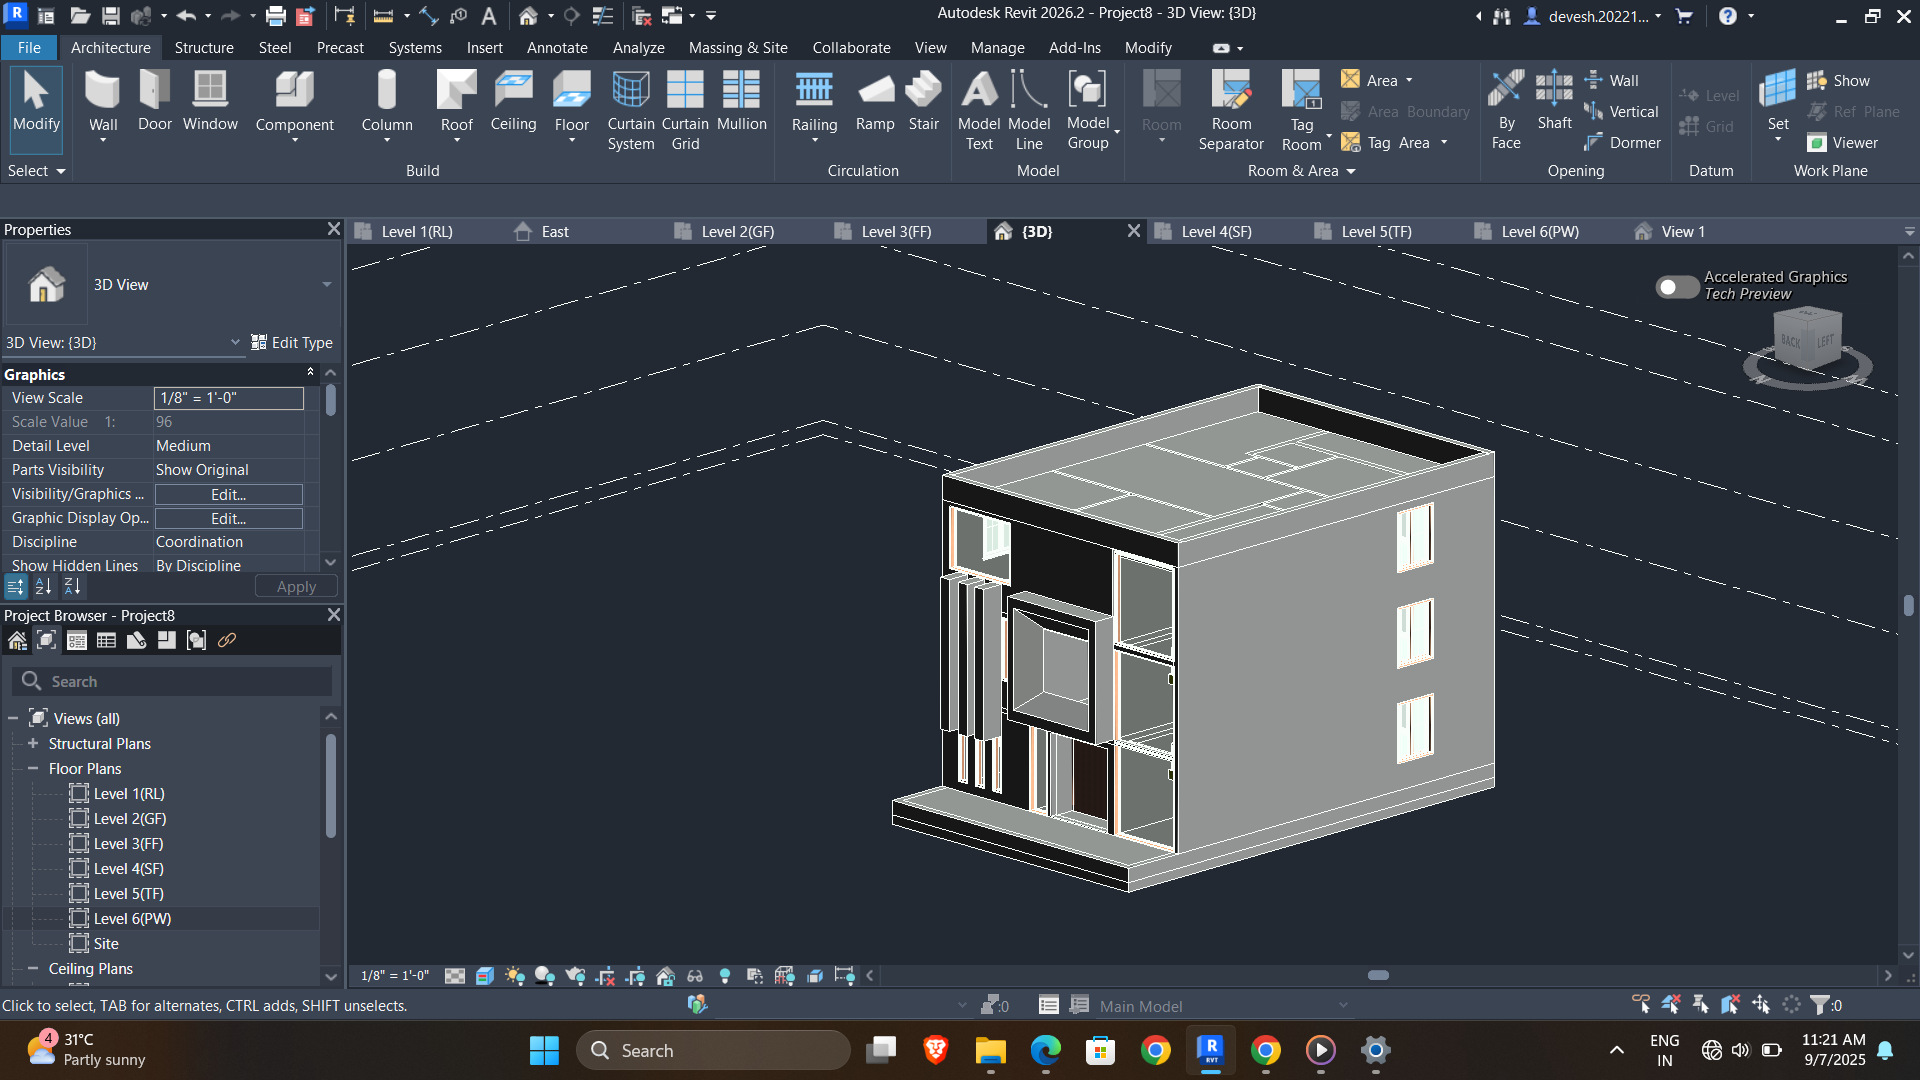 Autodesk Revit 2026.2 - Project8 - 3D View: {3D}
devesh.20221...
File Architecture Structure Steel Precast Systems Insert Annotate Analyze Massing & Site Collaborate View Manage Add-Ins Modify
Modify
Wall Door Window Component Column Roof Ceiling Floor Curtain System Curtain Grid Mullion
Railing Ramp Stair
Model Text Model Line Model Group
Room Room Separator Tag Room
Area
Area Boundary
Tag Area
By Face Shaft
Wall
Vertical
Dormer
Level
Grid
Set
Show
Ref Plane
Viewer
Select Build Circulation Model Room & Area Opening Datum Work Plane
Properties
Level 1(RL) East Level 2(GF) Level 3(FF) {3D} Level 4(SF) Level 5(TF) Level 6(PW) View 1
3D View
3D View: {3D} Edit Type
Graphics
View Scale 1/8" = 1'-0"
Scale Value 1: 96
Detail Level Medium
Parts Visibility Show Original
Visibility/Graphics ... Edit...
Graphic Display Op... Edit...
Discipline Coordination
Show Hidden Lines By Discipline
Apply
Accelerated Graphics
Tech Preview
BACK LEFT
Project Browser - Project8
Search
Views (all)
Structural Plans
Floor Plans
Level 1(RL)
Level 2(GF)
Level 3(FF)
Level 4(SF)
Level 5(TF)
Level 6(PW)
Site
Ceiling Plans
1/8" = 1'-0"
Click to select, TAB for alternates, CTRL adds, SHIFT unselects.
:0
Main Model
:0
4
31°C
Partly sunny
Search
R
RVT
ENG
IN
11:21 AM
9/7/2025